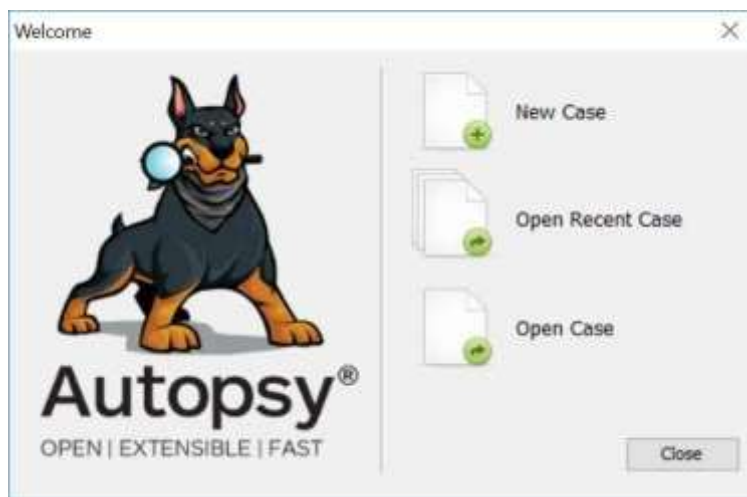 Welcome
New Case
Open Recent Case
Open Case
Autopsy®
OPEN | EXTENSIBLE | FAST
Close